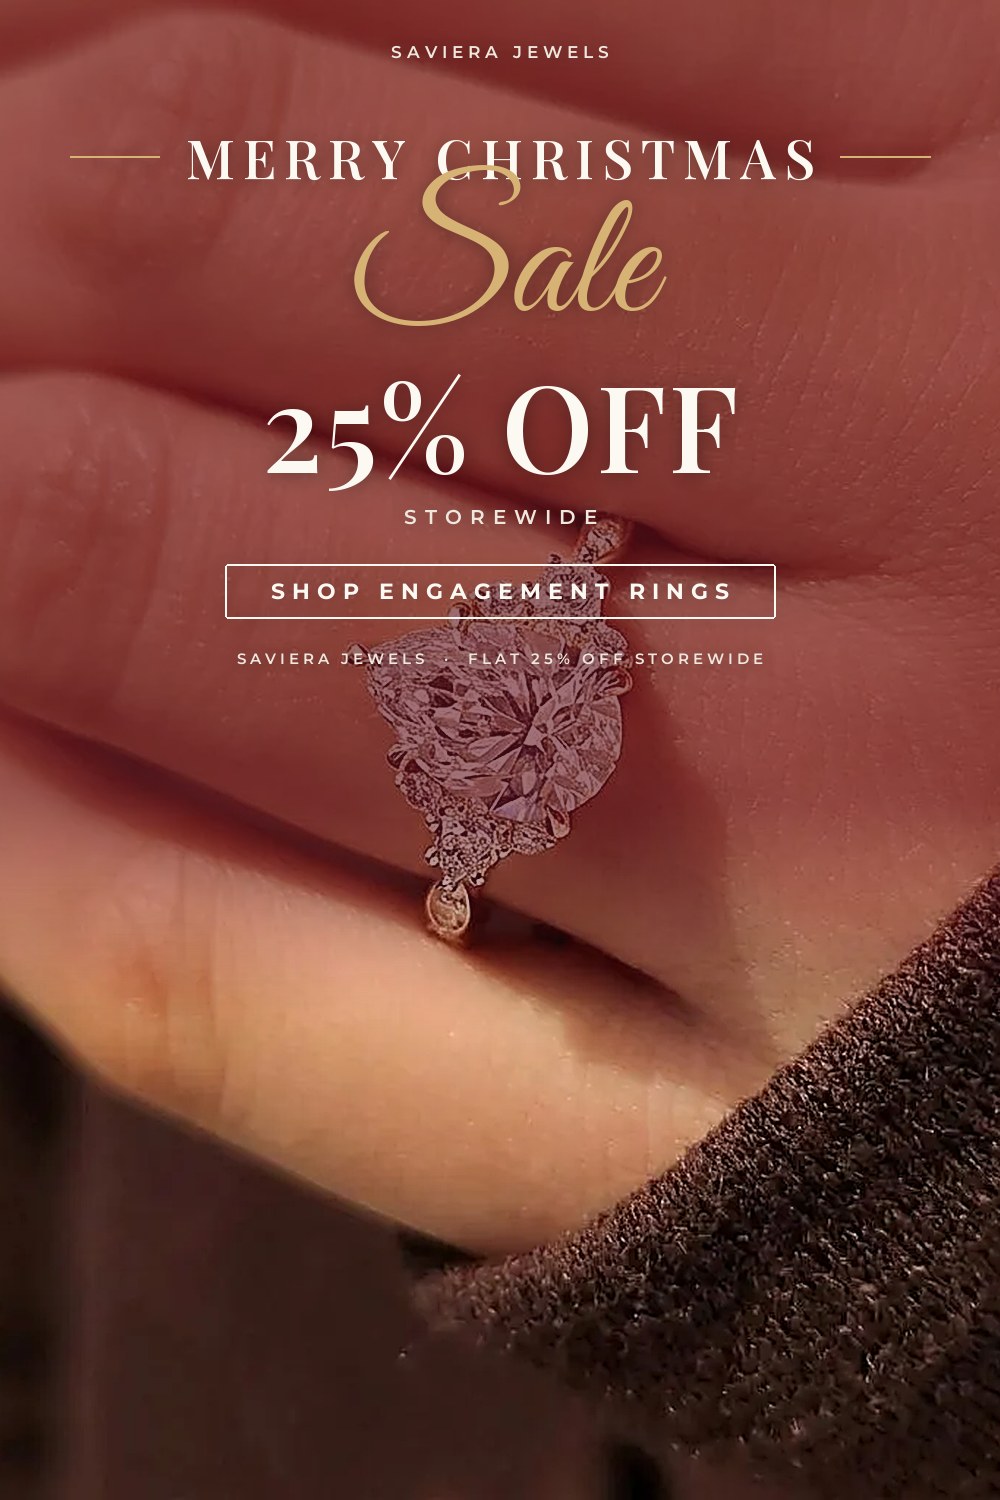 SAVIERA JEWELS
MERRY CHRISTMAS
Sale
25% OFF
STOREWIDE
SHOP ENGAGEMENT RINGS
SAVIERA JEWELS · FLAT 25% OFF STOREWIDE